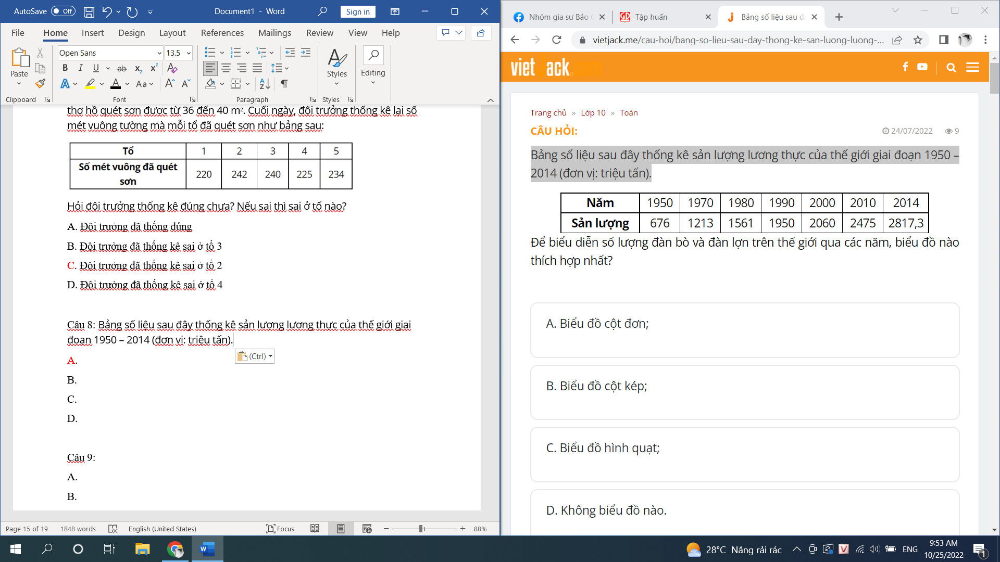 AutoSave Off Document1 - Word Sign in
File Home Insert Design Layout References Mailings Review View Help
Paste
Clipboard
Open Sans 13.5
Font
Paragraph
Styles
Styles
Editing
thợ hồ quét sơn được từ 36 đến 40 m². Cuối ngày, đội trưởng thống kê lại số
mét vuông tường mà mỗi tổ đã quét sơn như bảng sau:
Tổ 1 2 3 4 5
Số mét vuông đã quét
sơn 220 242 240 225 234
Hỏi đội trưởng thống kê đúng chưa? Nếu sai thì sai ở tổ nào?
A. Đội trưởng đã thống đúng
B. Đội trưởng đã thống kê sai ở tổ 3
C. Đội trưởng đã thống kê sai ở tổ 2
D. Đội trưởng đã thống kê sai ở tổ 4
Câu 8: Bảng số liệu sau đây thống kê sản lượng lương thực của thế giới giai
đoạn 1950 – 2014 (đơn vị: triệu tấn).
(Ctrl)
A.
B.
C.
D.
Câu 9:
A.
B.
Page 15 of 19 1848 words English (United States) Focus 88%
Nhóm gia sư Bảo Tập huấn Bảng số liệu sau đ
vietjack.me/cau-hoi/bang-so-lieu-sau-day-thong-ke-san-luong-luong-...
vietJack.com
Trang chủ » Lớp 10 » Toán
CÂU HỎI: 24/07/2022 9
Bảng số liệu sau đây thống kê sản lượng lương thực của thế giới giai đoạn 1950 –
2014 (đơn vị: triệu tấn).
Năm 1950 1970 1980 1990 2000 2010 2014
Sản lượng 676 1213 1561 1950 2060 2475 2817,3
Để biểu diễn số lượng đàn bò và đàn lợn trên thế giới qua các năm, biểu đồ nào
thích hợp nhất?
A. Biểu đồ cột đơn;
B. Biểu đồ cột kép;
C. Biểu đồ hình quạt;
D. Không biểu đồ nào.
28°C Nắng rải rác ENG 9:53 AM
10/25/2022 1